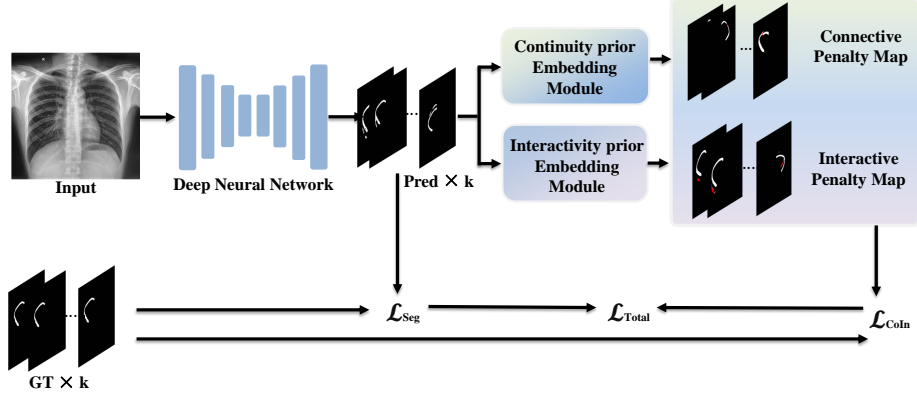 Input
Deep Neural Network
Pred × k
Continuity prior
Embedding
Module
Interactivity prior
Embedding
Module
Connective
Penalty Map
Interactive
Penalty Map
ℒSeg
ℒTotal
ℒCoIn
GT × k